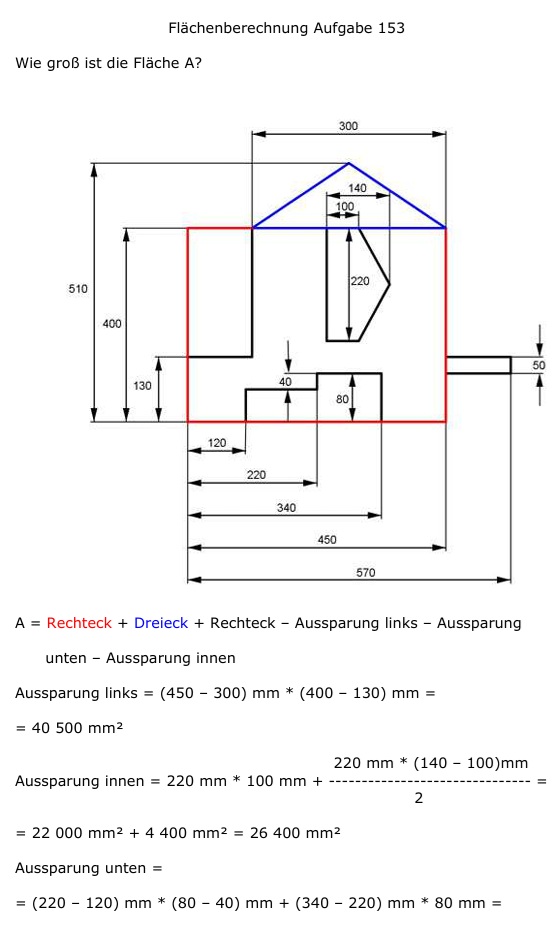 Flächenberechnung Aufgabe 153
Wie groß ist die Fläche A?
300
140
100
510
400
220
130
40
80
50
120
220
340
450
570
A = Rechteck + Dreieck + Rechteck – Aussparung links – Aussparung
unten – Aussparung innen
Aussparung links = (450 – 300) mm * (400 – 130) mm =
= 40 500 mm²
220 mm * (140 – 100)mm
Aussparung innen = 220 mm * 100 mm + ------------------------------- =
2
= 22 000 mm² + 4 400 mm² = 26 400 mm²
Aussparung unten =
= (220 – 120) mm * (80 – 40) mm + (340 – 220) mm * 80 mm =